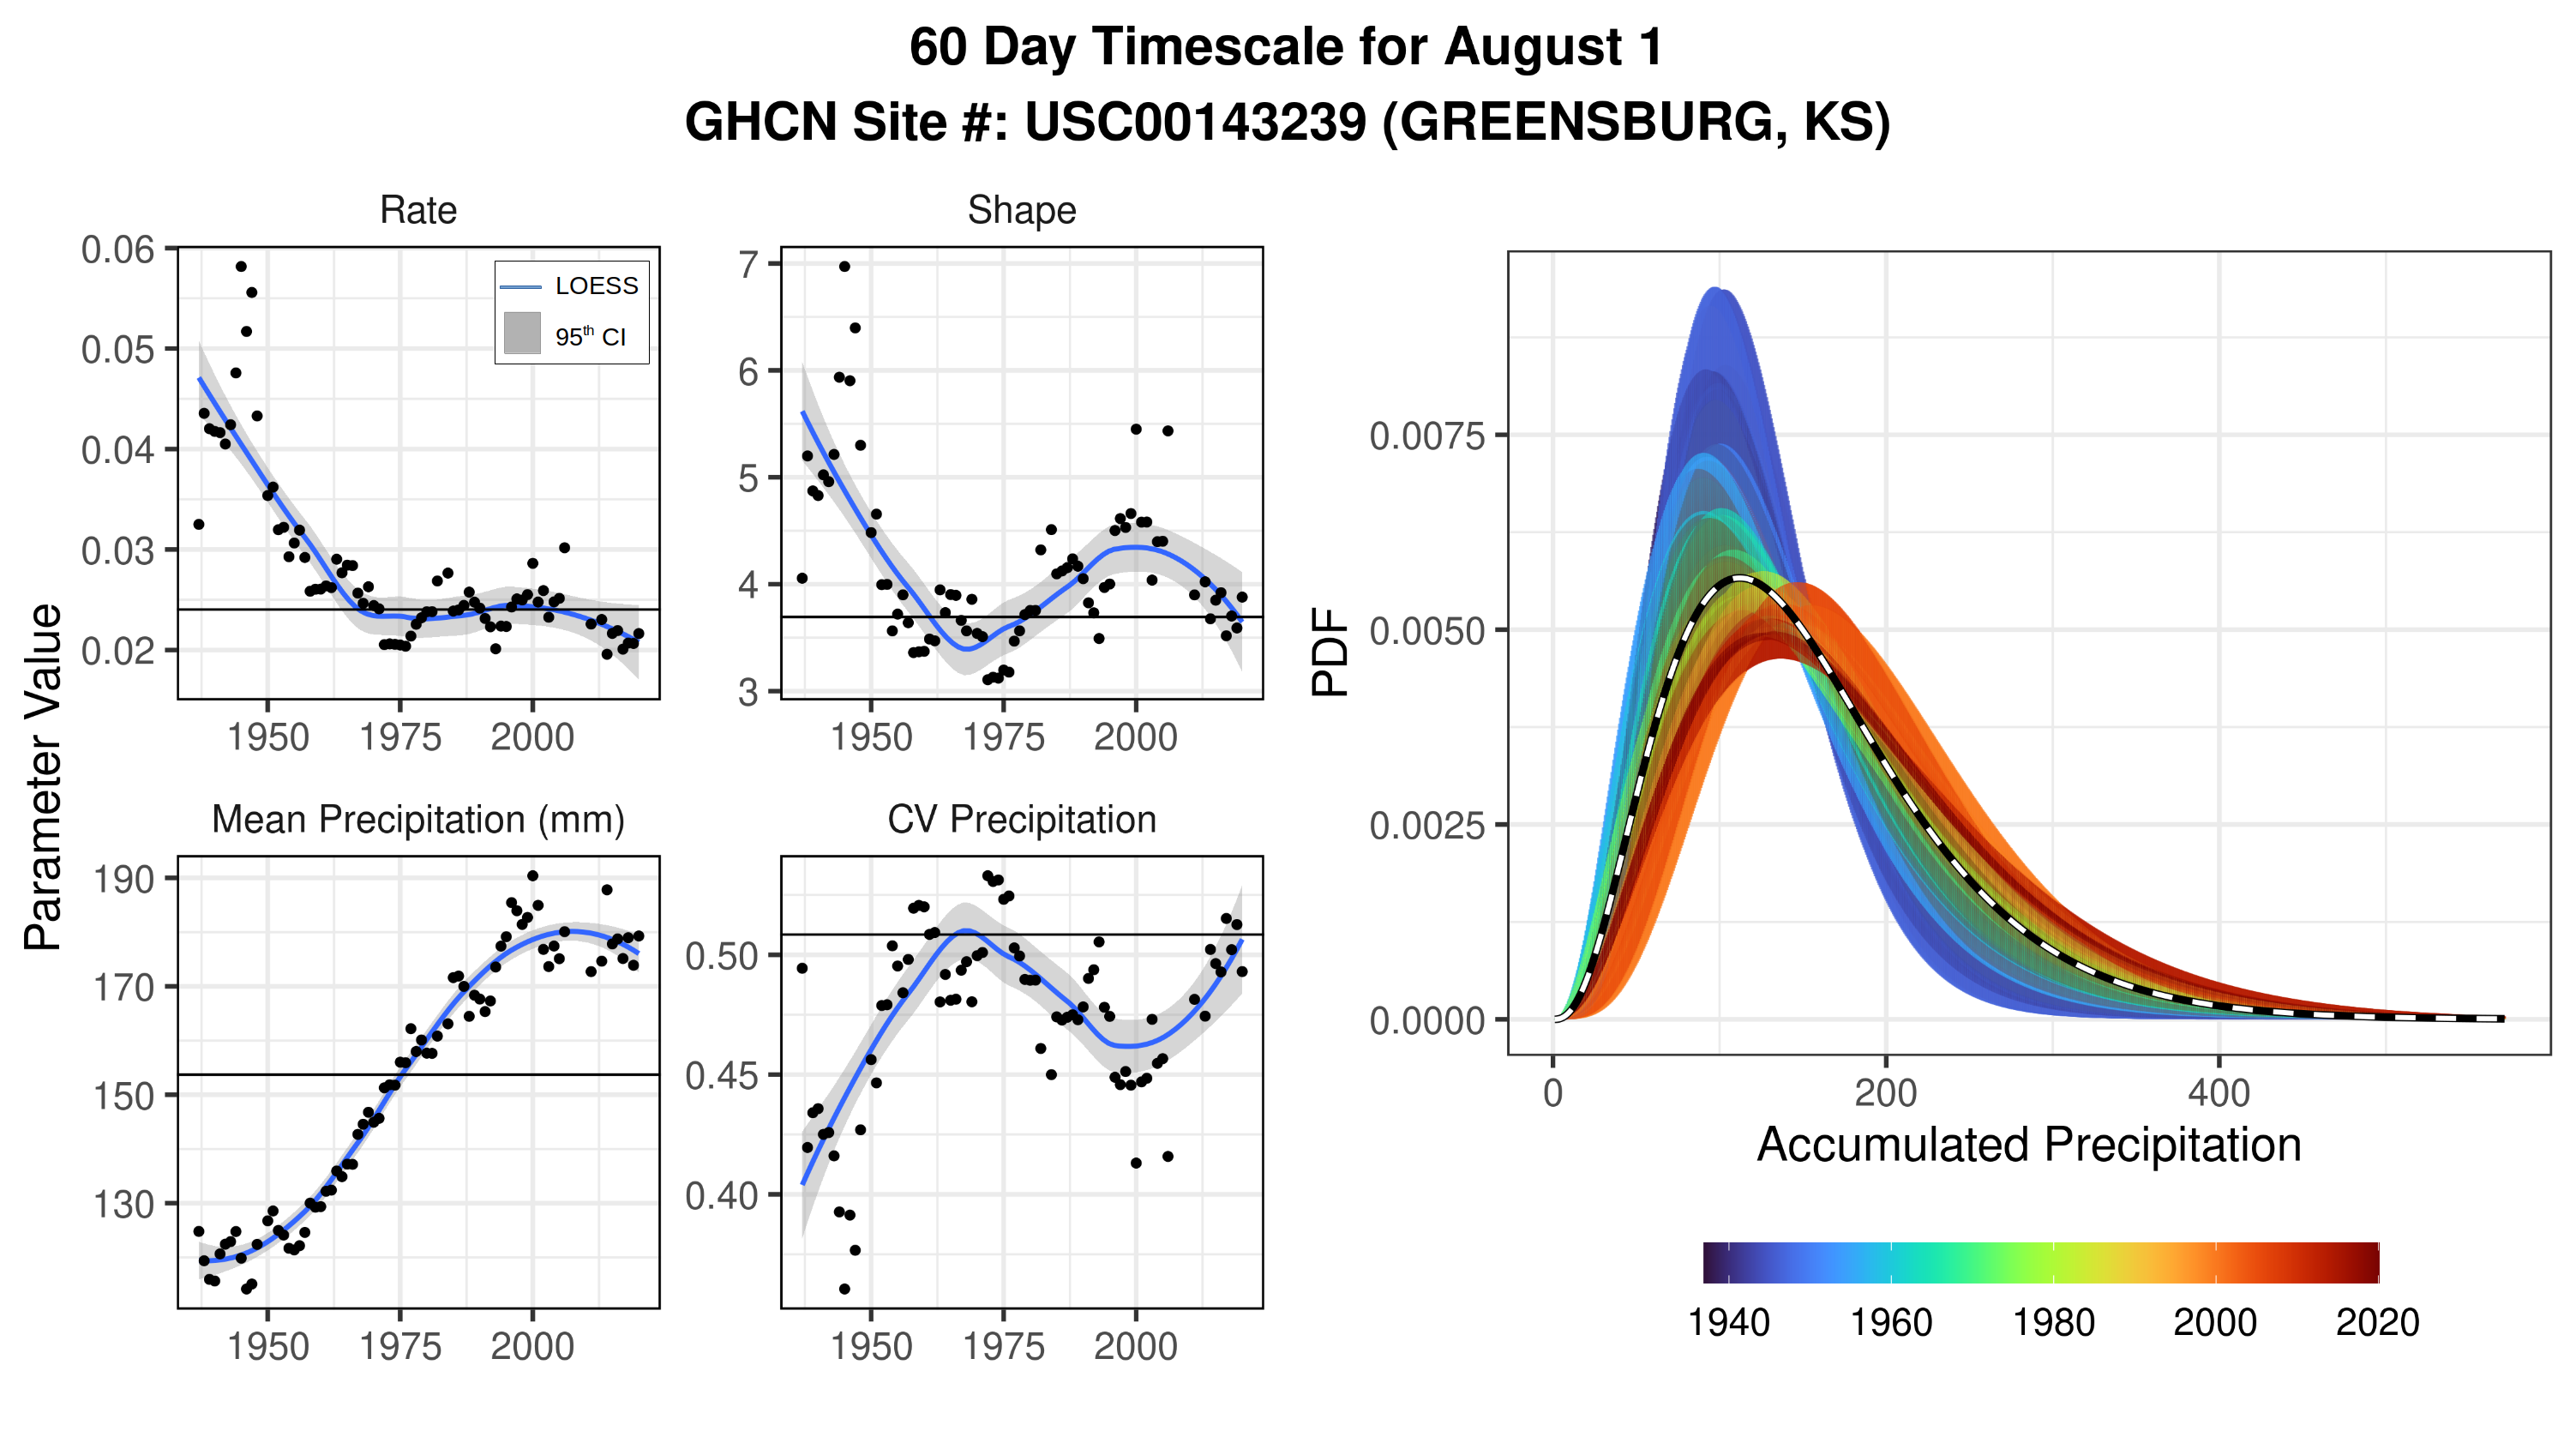 60 Day Timescale for August 1
GHCN Site #: USC00143239 (GREENSBURG, KS)
Parameter Value
Rate
0.06
0.05
0.04
0.03
0.02
LOESS
95th CI
1950 1975 2000
Shape
7
6
5
4
3
1950 1975 2000
Mean Precipitation (mm)
190
170
150
130
1950 1975 2000
CV Precipitation
0.50
0.45
0.40
1950 1975 2000
PDF
0.0075
0.0050
0.0025
0.0000
0 200 400
Accumulated Precipitation
1940 1960 1980 2000 2020